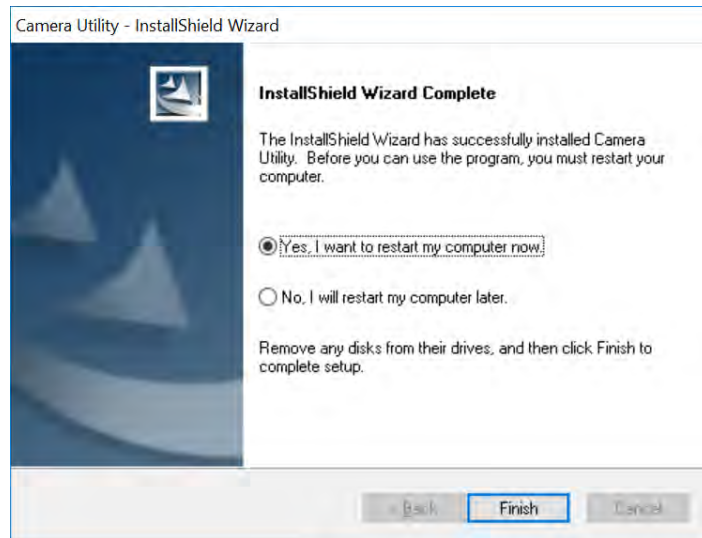 Camera Utility - InstallShield Wizard
InstallShield Wizard Complete
The InstallShield Wizard has successfully installed Camera
Utility. Before you can use the program, you must restart your
computer.
Yes, I want to restart my computer now.
No, I will restart my computer later.
Remove any disks from their drives, and then click Finish to
complete setup.
< Back Finish Cancel